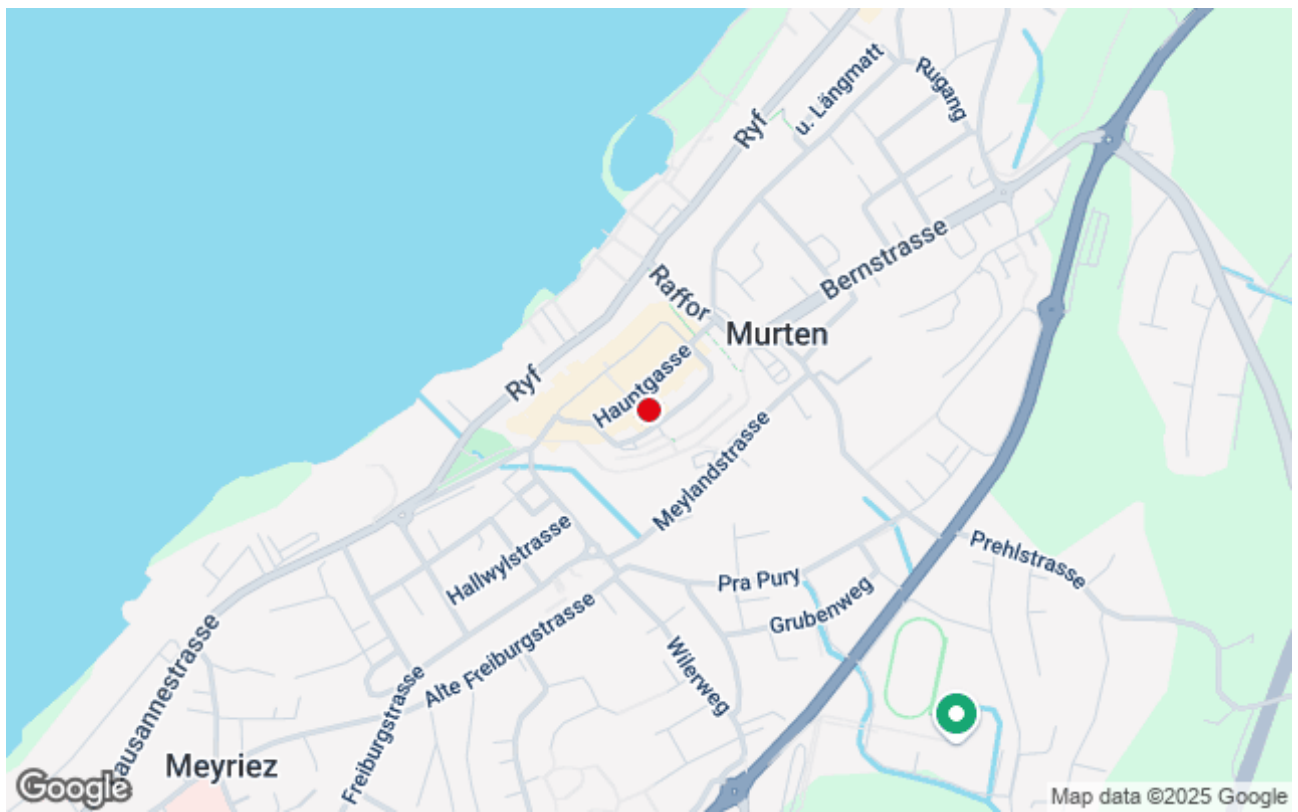 u. Längmatt
Rugang
Ryf
Raffor
Bernstrasse
Murten
Hauptgasse
Ryf
Meylandstrasse
Prehlstrasse
Hallwylstrasse
Pra Pury
Grubenweg
Alte Freiburgstrasse
Wilerweg
ausannestrasse
Freiburgstrasse
Meyriez
Google
Map data ©2025 Google